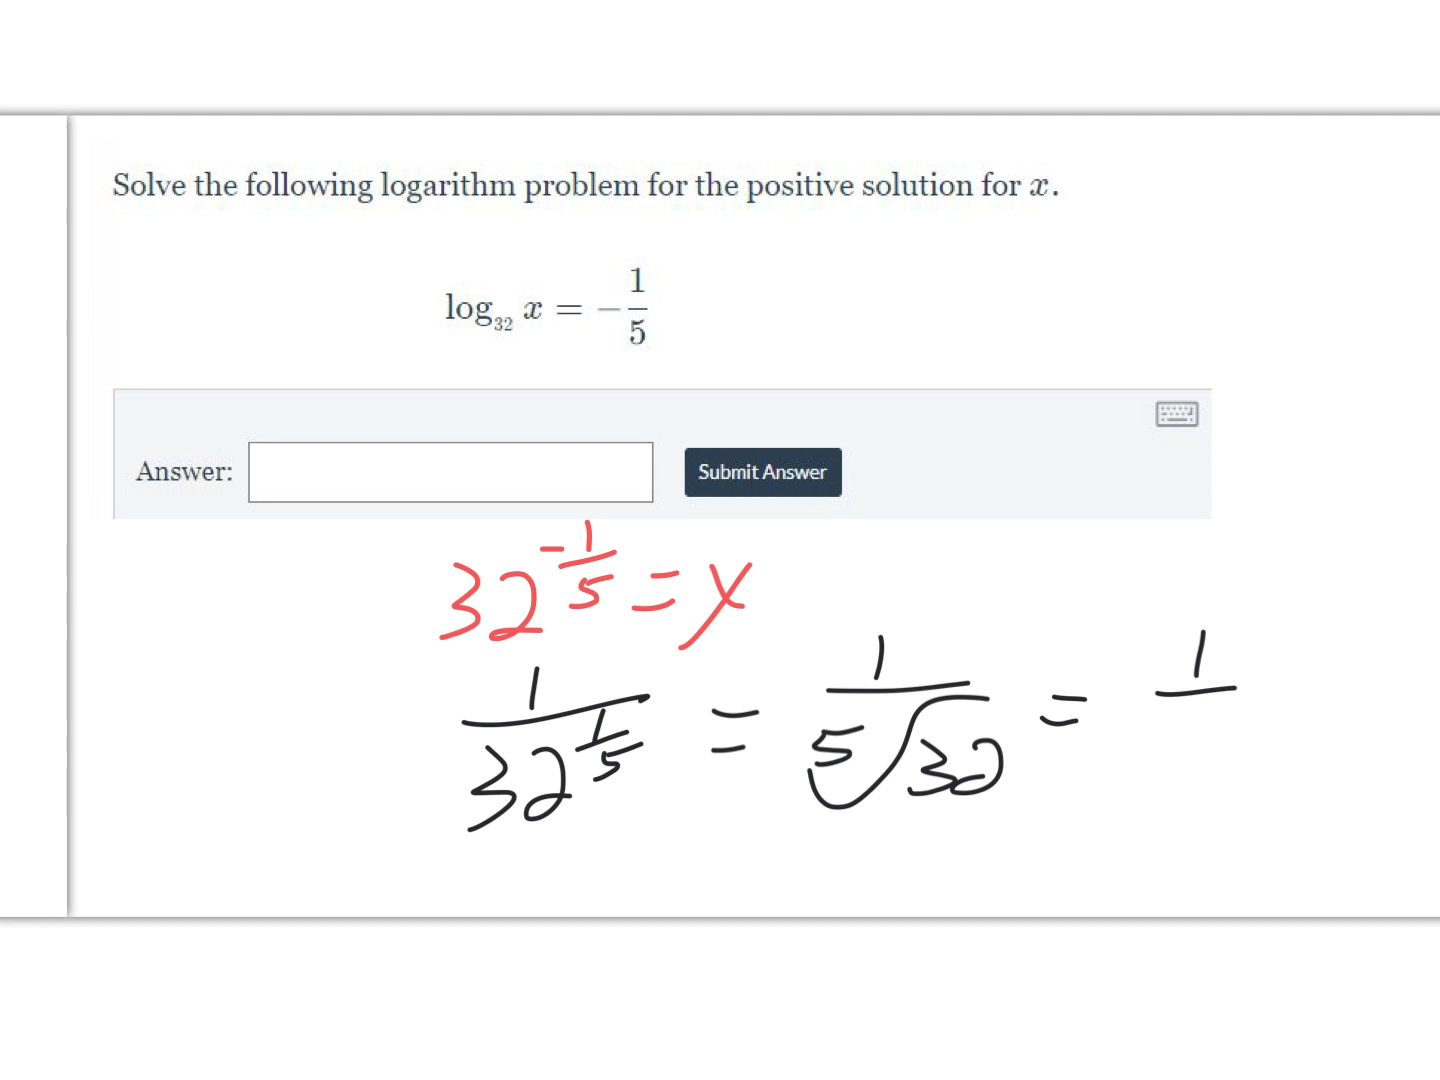 Solve the following logarithm problem for the positive solution for x.
log₃₂ x = -1/5
Answer:
Submit Answer
32^(-1/5) = x
1/32^(1/5) = 1/⁵√32 = 1/